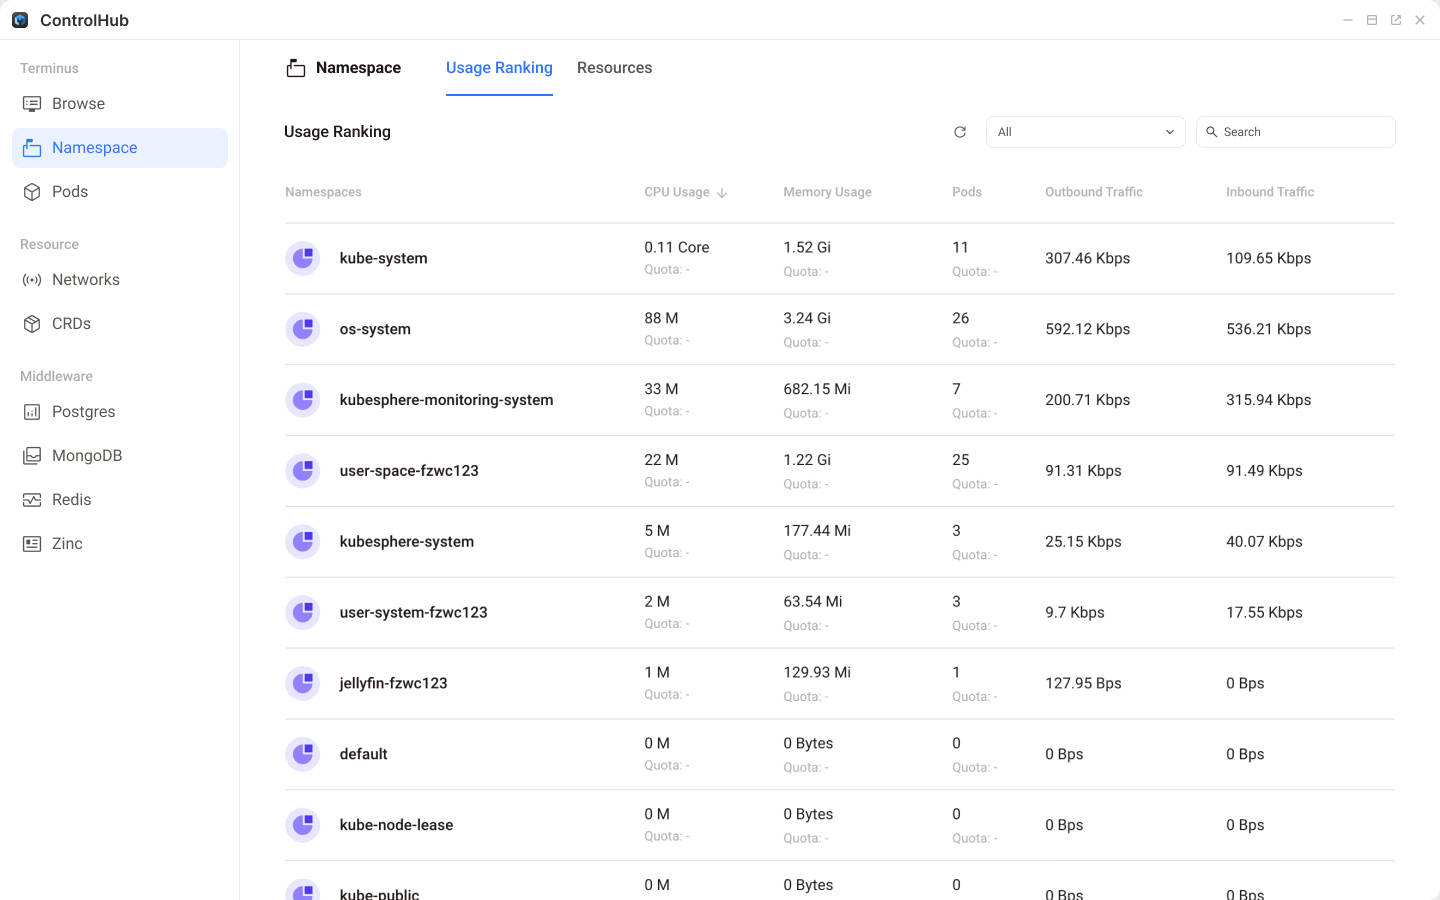 ControlHub
Terminus
Browse
Namespace
Pods
Resource
Networks
CRDs
Middleware
Postgres
MongoDB
Redis
Zinc
Namespace Usage Ranking Resources
Usage Ranking All Search
Namespaces CPU Usage Memory Usage Pods Outbound Traffic Inbound Traffic
kube-system 0.11 Core 1.52 Gi 11 307.46 Kbps 109.65 Kbps
Quota: - Quota: - Quota: -
os-system 88 M 3.24 Gi 26 592.12 Kbps 536.21 Kbps
Quota: - Quota: - Quota: -
kubesphere-monitoring-system 33 M 682.15 Mi 7 200.71 Kbps 315.94 Kbps
Quota: - Quota: - Quota: -
user-space-fzwc123 22 M 1.22 Gi 25 91.31 Kbps 91.49 Kbps
Quota: - Quota: - Quota: -
kubesphere-system 5 M 177.44 Mi 3 25.15 Kbps 40.07 Kbps
Quota: - Quota: - Quota: -
user-system-fzwc123 2 M 63.54 Mi 3 9.7 Kbps 17.55 Kbps
Quota: - Quota: - Quota: -
jellyfin-fzwc123 1 M 129.93 Mi 1 127.95 Bps 0 Bps
Quota: - Quota: - Quota: -
default 0 M 0 Bytes 0 0 Bps 0 Bps
Quota: - Quota: - Quota: -
kube-node-lease 0 M 0 Bytes 0 0 Bps 0 Bps
Quota: - Quota: - Quota: -
kube-public 0 M 0 Bytes 0 0 Bps 0 Bps